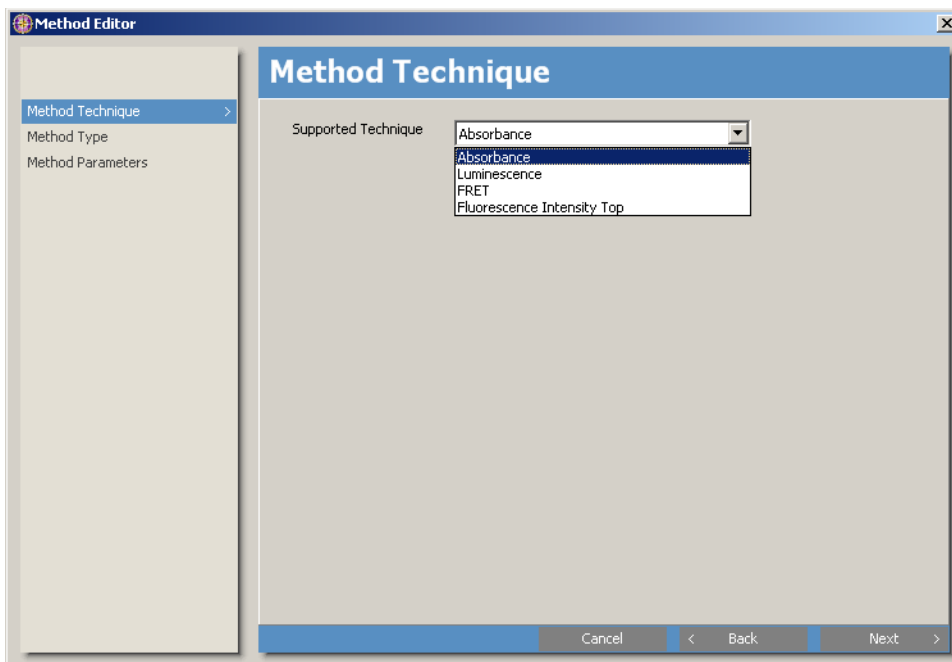 Method Editor
Method Technique
Method Technique >
Method Type
Method Parameters
Supported Technique
Absorbance
Absorbance
Luminescence
FRET
Fluorescence Intensity Top
Cancel
< Back
Next >